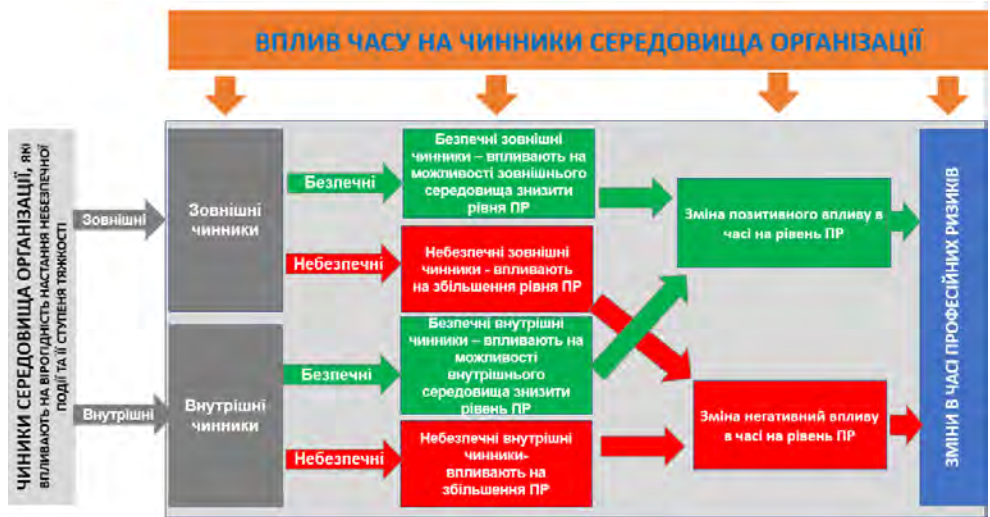 ВПЛИВ ЧАСУ НА ЧИННИКИ СЕРЕДОВИЩА ОРГАНІЗАЦІЇ
ЧИНИКИ СЕРЕДОВИЩА ОРГАНІЗАЦІЇ, які
ВПЛИВАЮТЬ НА ВІРОГІДНІСТЬ НАСТАННЯ НЕБЕЗПЕЧНОЇ
ПОДІЇ ТА ЇЇ СТУПЕНЯ ТЯЖКОСТІ
Зовнішні
Внутрішні
Зовнішні
чинники
Внутрішні
чинники
Безпечні
Небезпечні
Безпечні
Небезпечні
Безпечні зовнішні
чинники – впливають на
можливості зовнішнього
середовища знизити
рівня ПР
Небезпечні зовнішні
чинники - впливають
на збільшення рівня ПР
Безпечні внутрішні
чинники – впливають на
можливості
внутрішнього
середовища знизити
рівень ПР
Небезпечні внутрішні
чинники-
впливають на
збільшення ПР
Зміна позитивного впливу в
часі на рівень ПР
Зміна негативний впливу
в часі на рівень ПР
ЗМІНИ В ЧАСІ ПРОФЕСІЙНИХ РИЗИКІВ